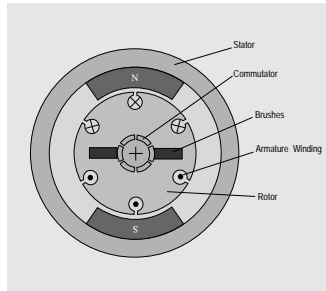 Stator
N
Commutator
Brushes
Armature Winding
Rotor
S